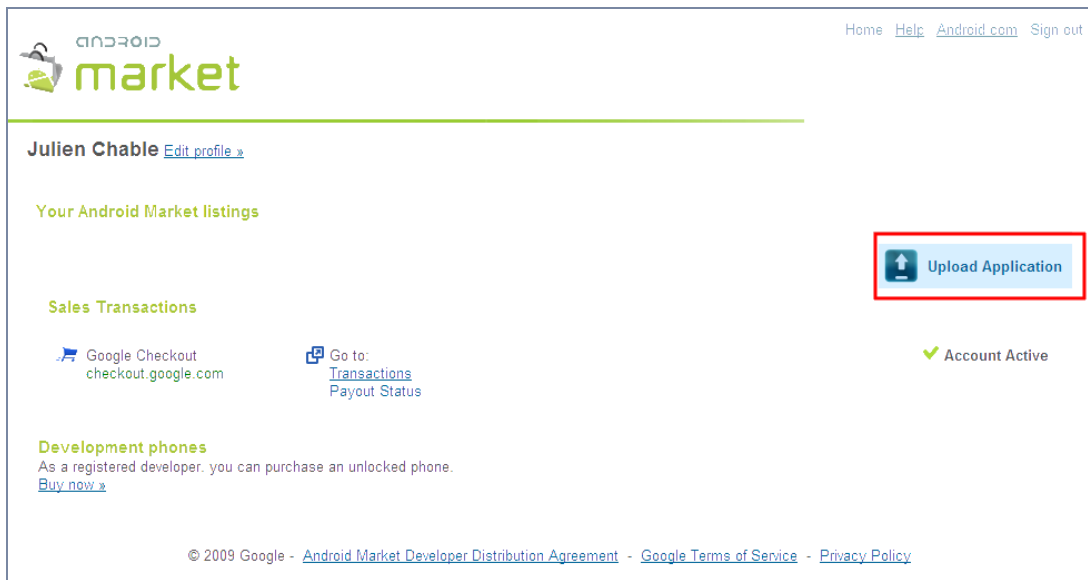 Home Help Android.com Sign out
ANDROID
market
Julien Chable Edit profile »
Your Android Market listings
Upload Application
Sales Transactions
Google Checkout
checkout.google.com
Go to:
Transactions
Payout Status
Account Active
Development phones
As a registered developer. you can purchase an unlocked phone.
Buy now »
© 2009 Google - Android Market Developer Distribution Agreement - Google Terms of Service - Privacy Policy